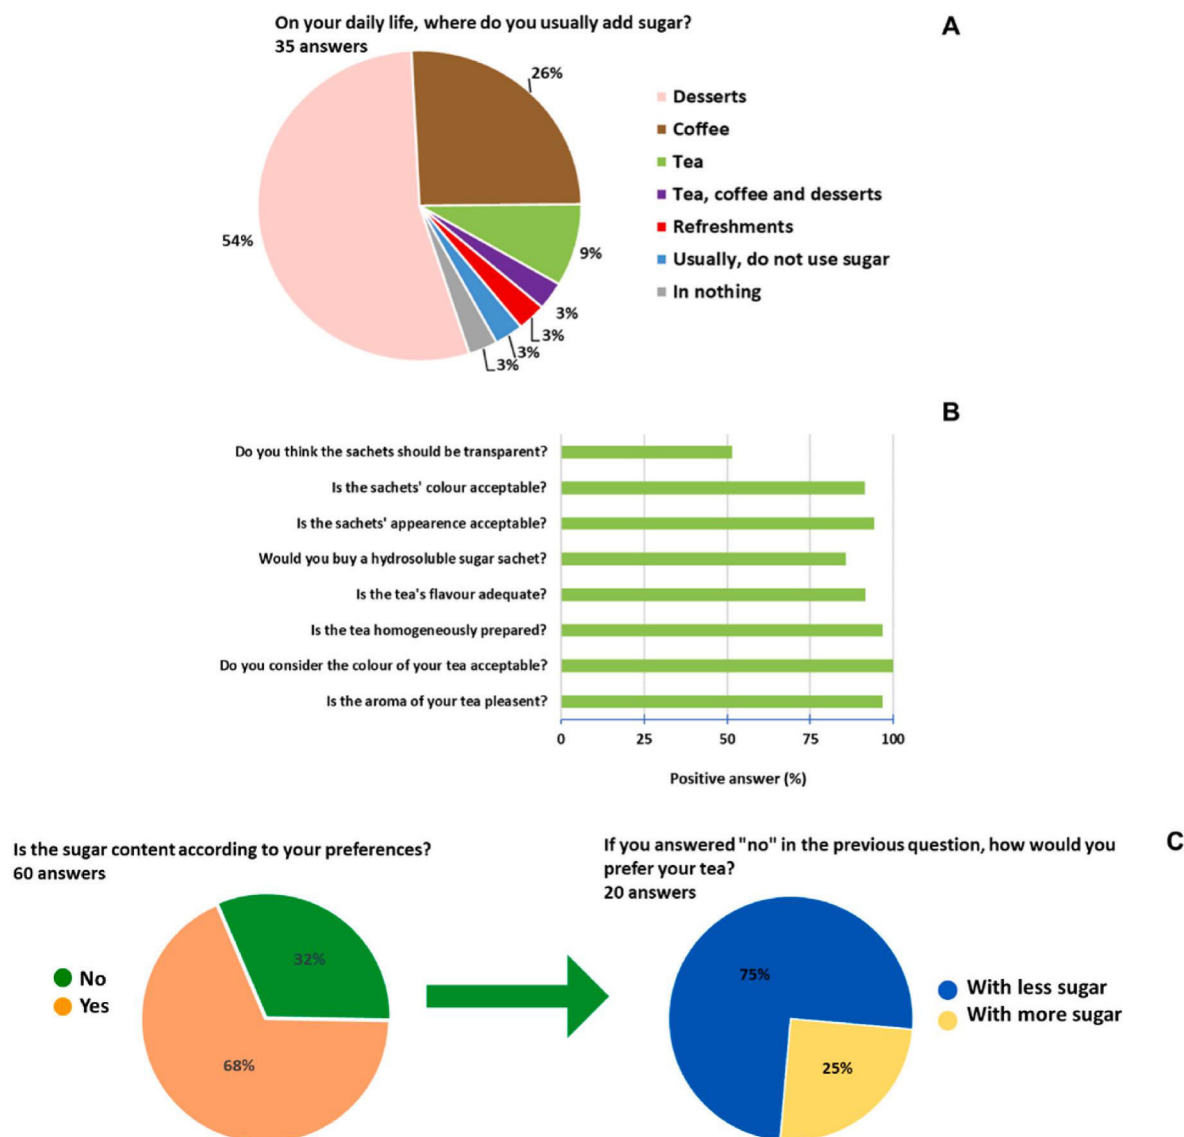 On your daily life, where do you usually add sugar?
35 answers
A
26%
54%
9%
3%
3%
3%
3%
Desserts
Coffee
Tea
Tea, coffee and desserts
Refreshments
Usually, do not use sugar
In nothing
B
Do you think the sachets should be transparent?
Is the sachets' colour acceptable?
Is the sachets' appearence acceptable?
Would you buy a hydrosoluble sugar sachet?
Is the tea's flavour adequate?
Is the tea homogeneously prepared?
Do you consider the colour of your tea acceptable?
Is the aroma of your tea pleasent?
0 25 50 75 100
Positive answer (%)
C
Is the sugar content according to your preferences?
60 answers
No
Yes
32%
68%
If you answered "no" in the previous question, how would you
prefer your tea?
20 answers
75%
25%
With less sugar
With more sugar